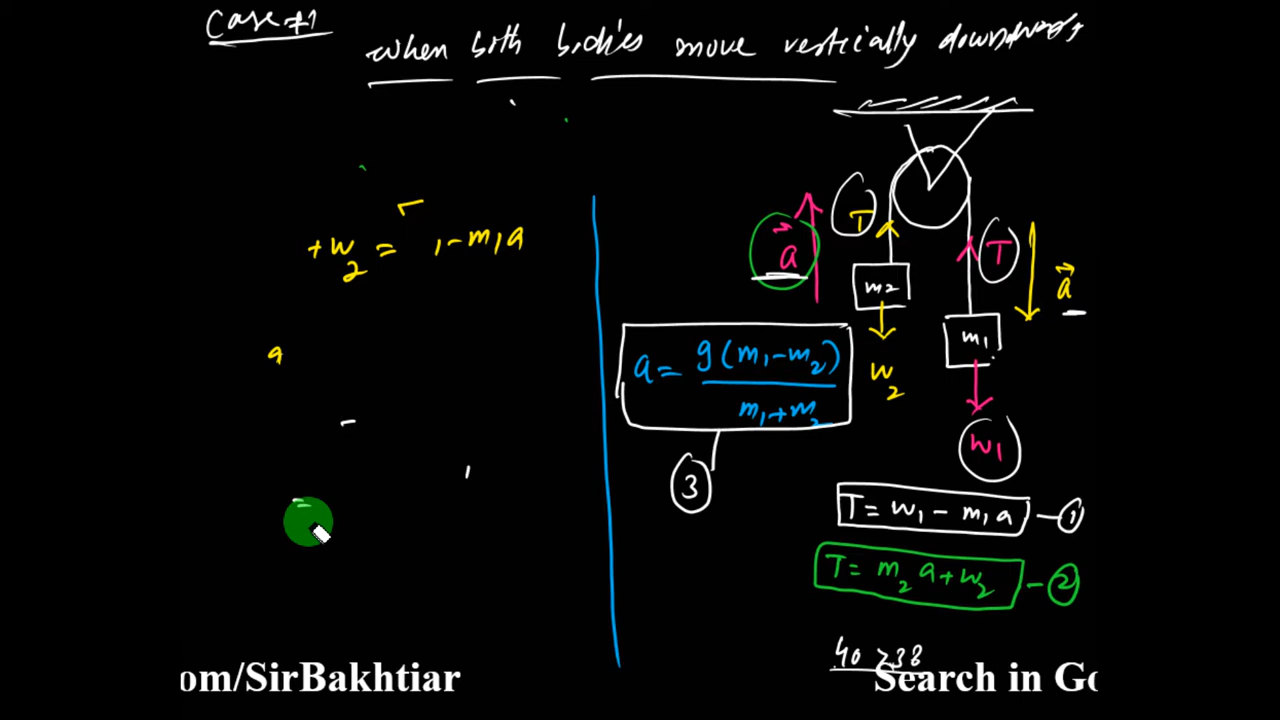 Case #1
when both bodies move vertically downwards
T
a
T
m2
a
+w2 = 1-m1a
m1
a = g(m1-m2) / m1+m2
w2
a
w1
3
T = w1 - m1a - 1
T = m2a + w2 - 2
40 > 38
om/SirBakhtiar
Search in Go